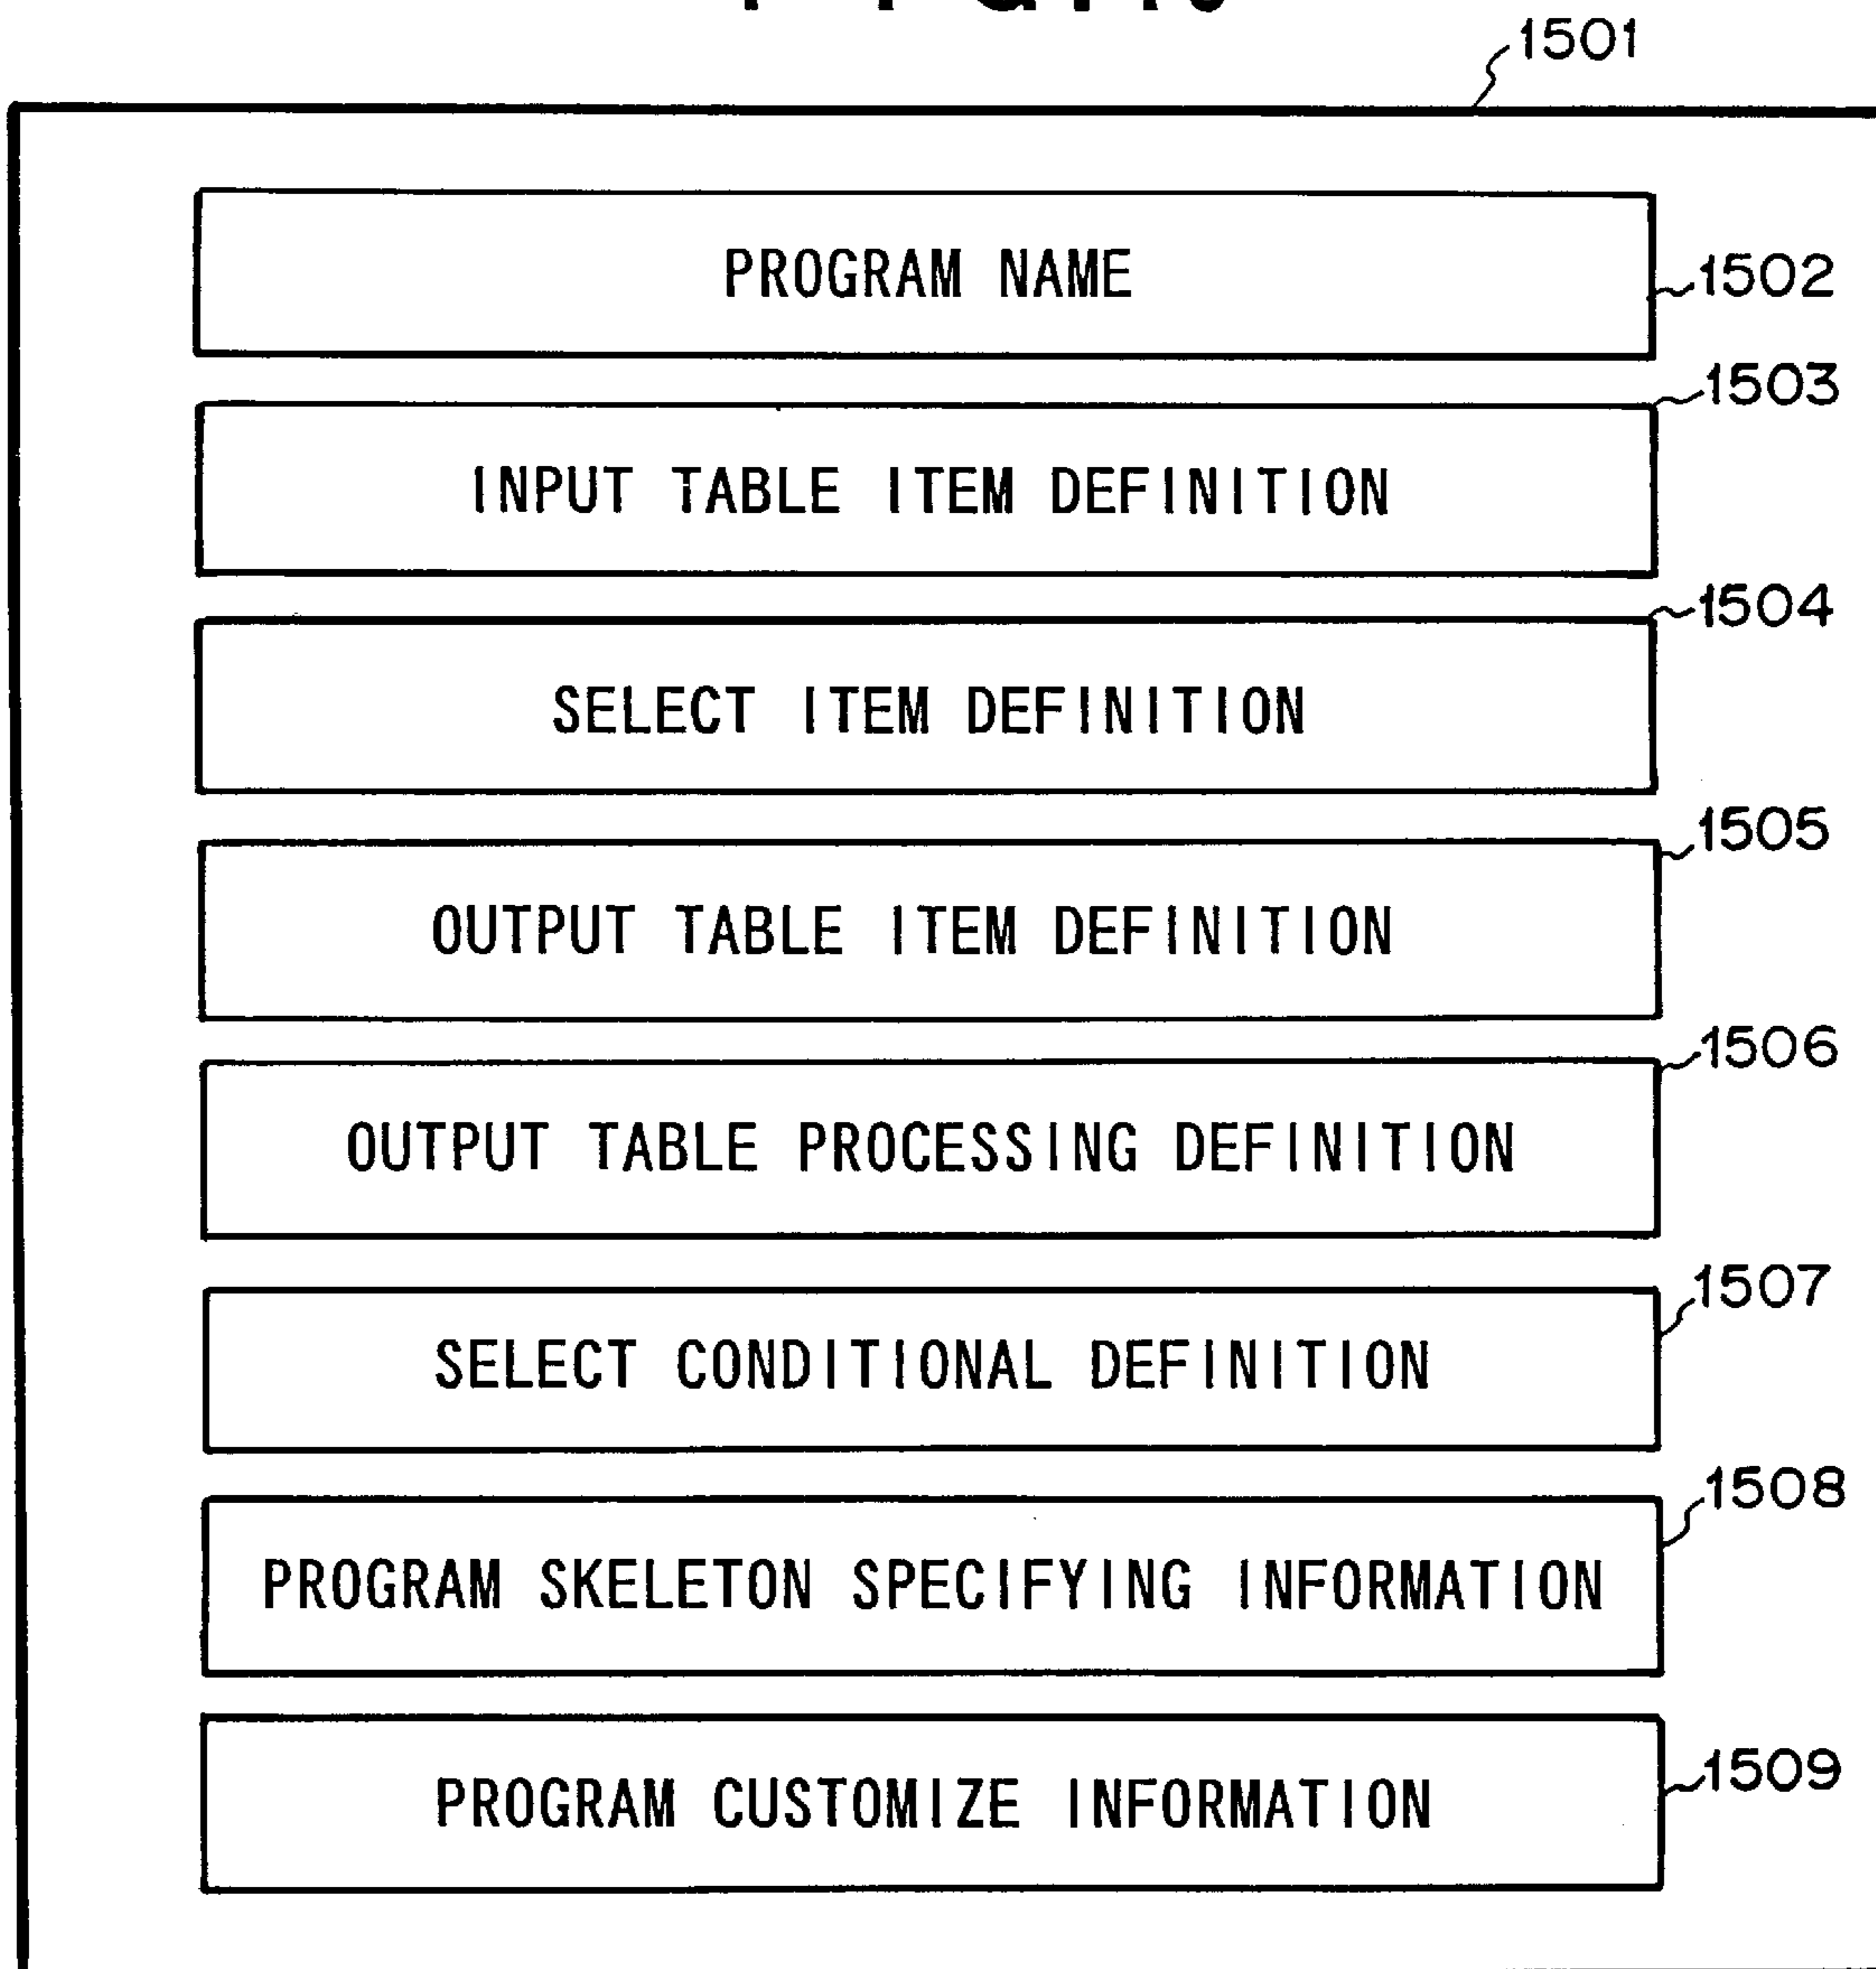 1501
PROGRAM NAME
1502
1503
INPUT TABLE ITEM DEFINITION
1504
SELECT ITEM DEFINITION
1505
OUTPUT TABLE ITEM DEFINITION
1506
OUTPUT TABLE PROCESSING DEFINITION
1507
SELECT CONDITIONAL DEFINITION
1508
PROGRAM SKELETON SPECIFYING INFORMATION
1509
PROGRAM CUSTOMIZE INFORMATION